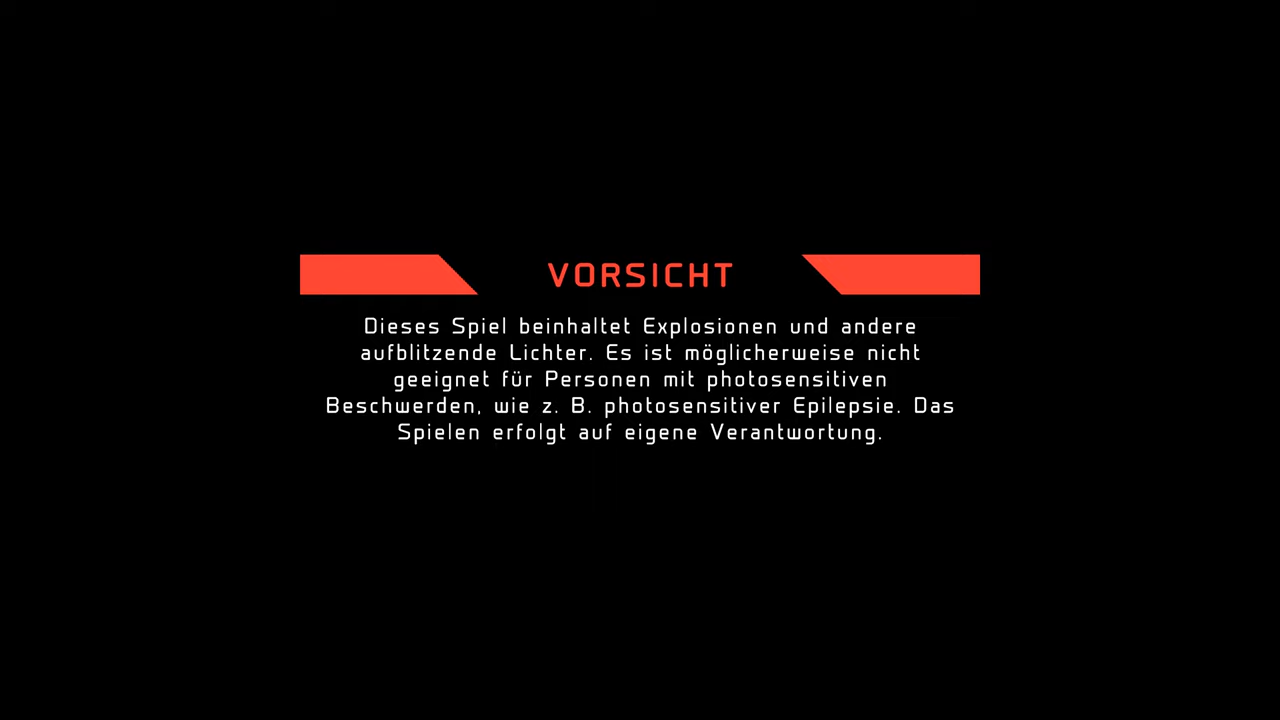 VORSICHT
Dieses Spiel beinhaltet Explosionen und andere
aufblitzende Lichter. Es ist möglicherweise nicht
geeignet für Personen mit photosensitiven
Beschwerden, wie z. B. photosensitiver Epilepsie. Das
Spielen erfolgt auf eigene Verantwortung.